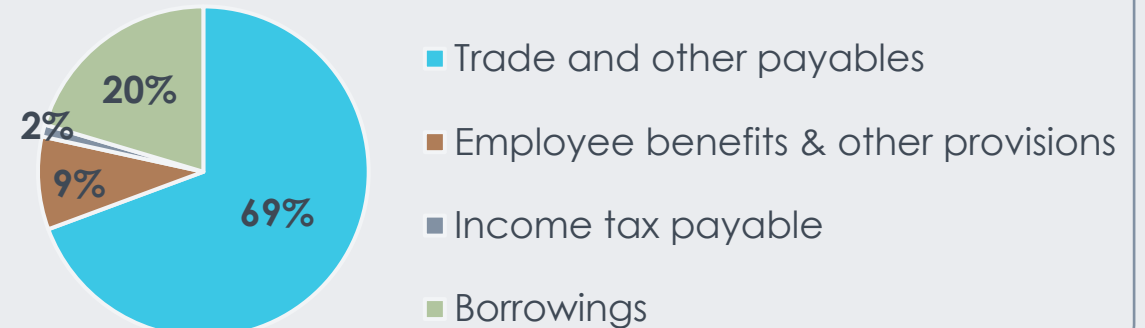 20%
2%
9%
69%
Trade and other payables
Employee benefits & other provisions
Income tax payable
Borrowings